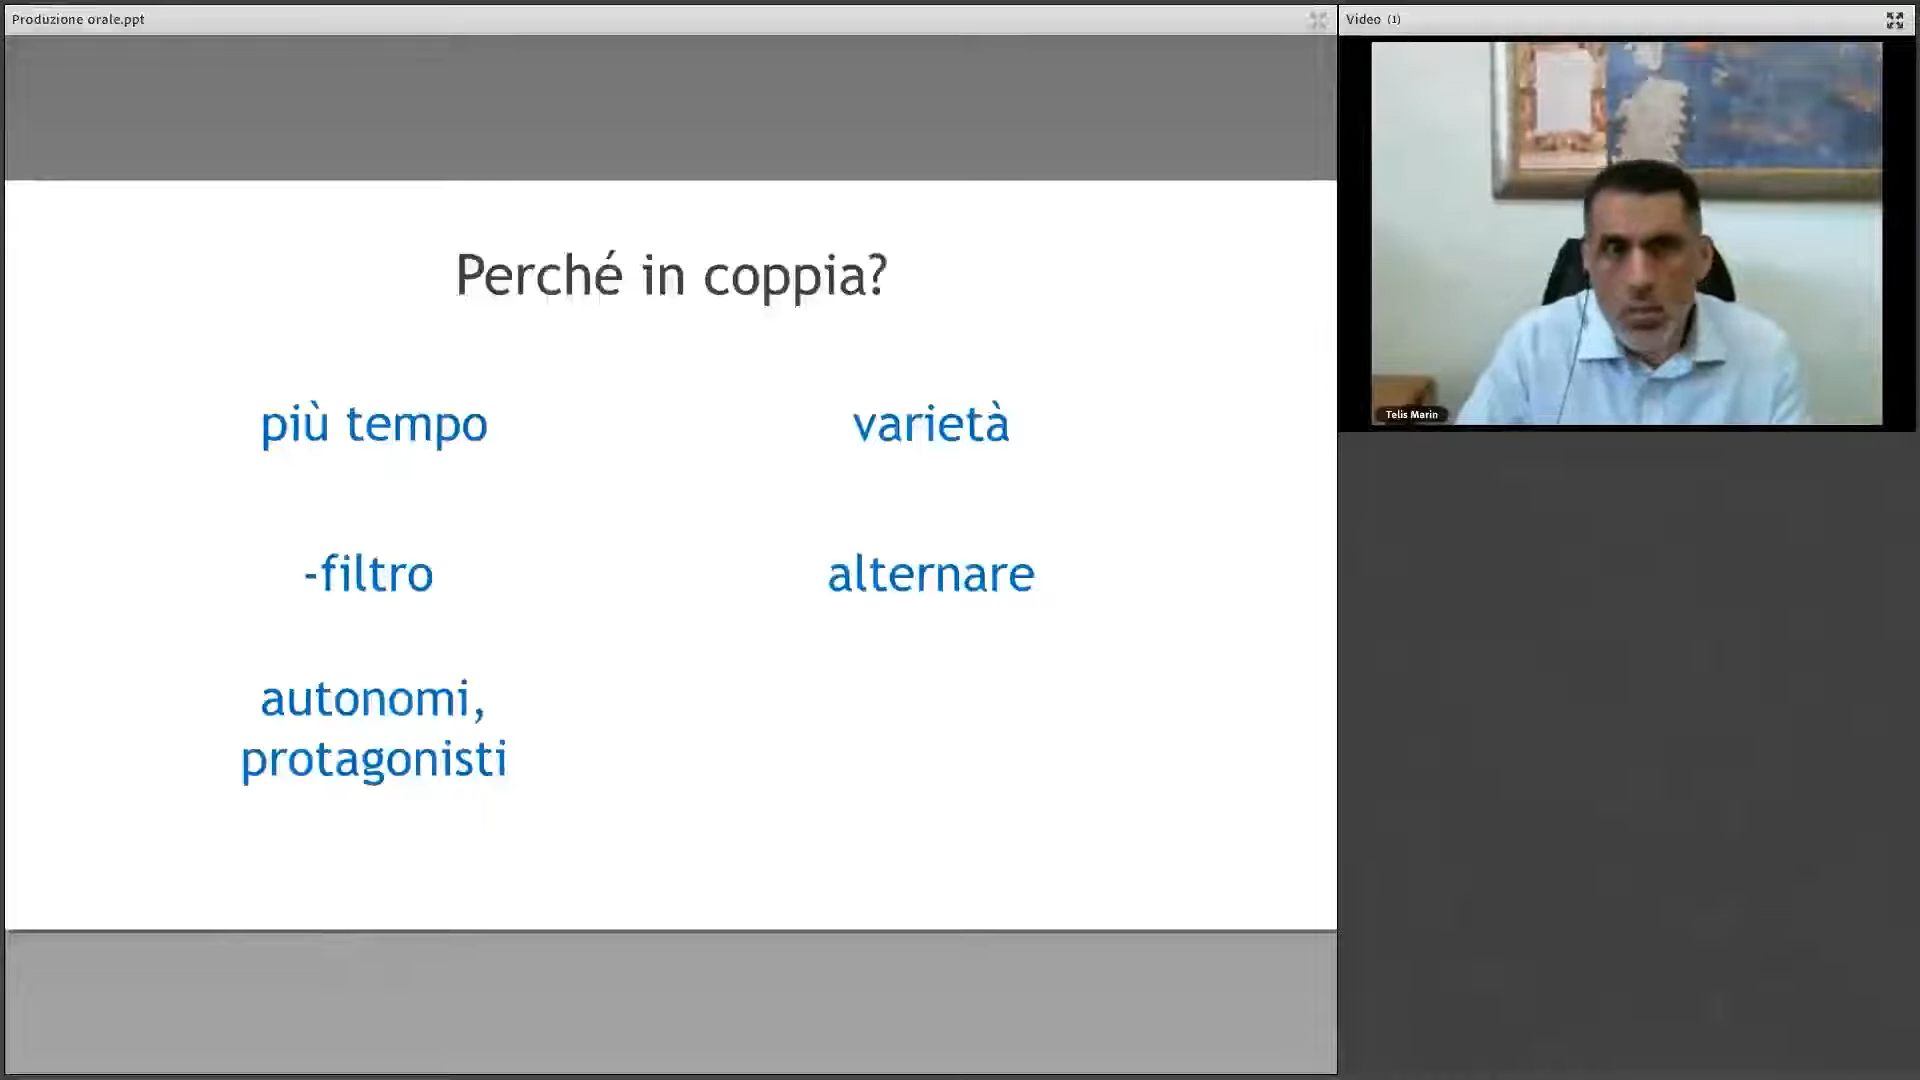 Produzione orale.ppt
Video (1)
Perché in coppia?
più tempo
varietà
-filtro
alternare
autonomi,
protagonisti
Telis Marin